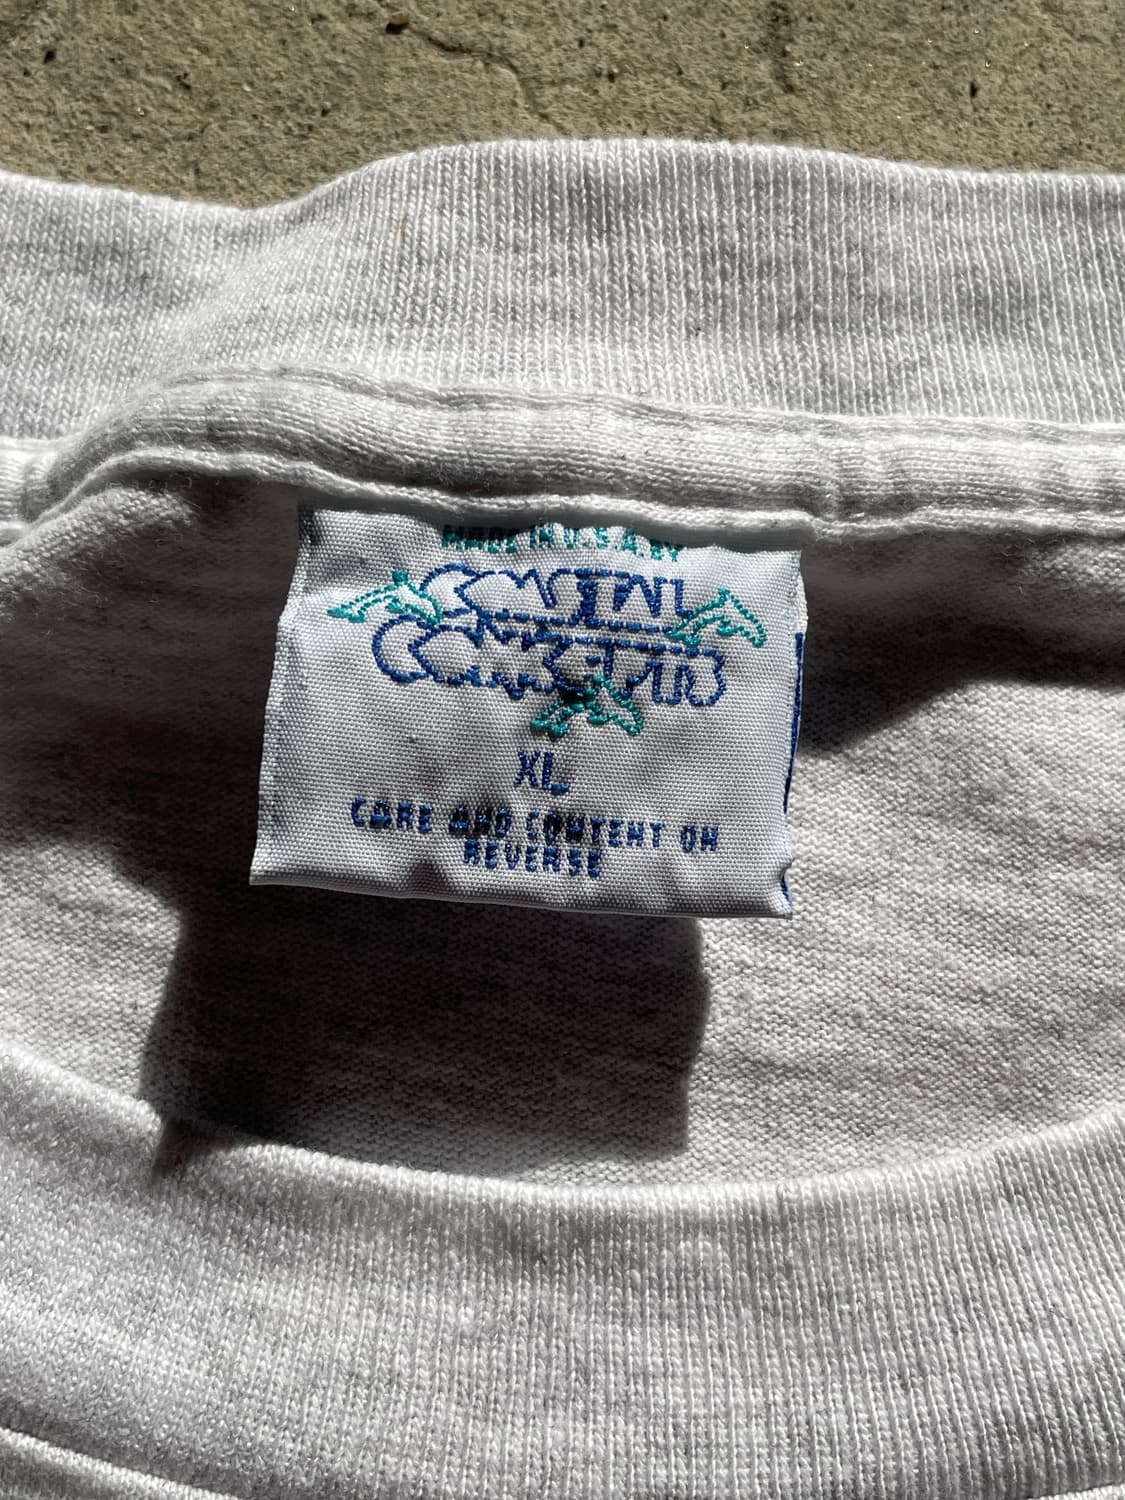 MADE IN U.S.A. BY
XL
CARE AND CONTENT ON
REVERSE